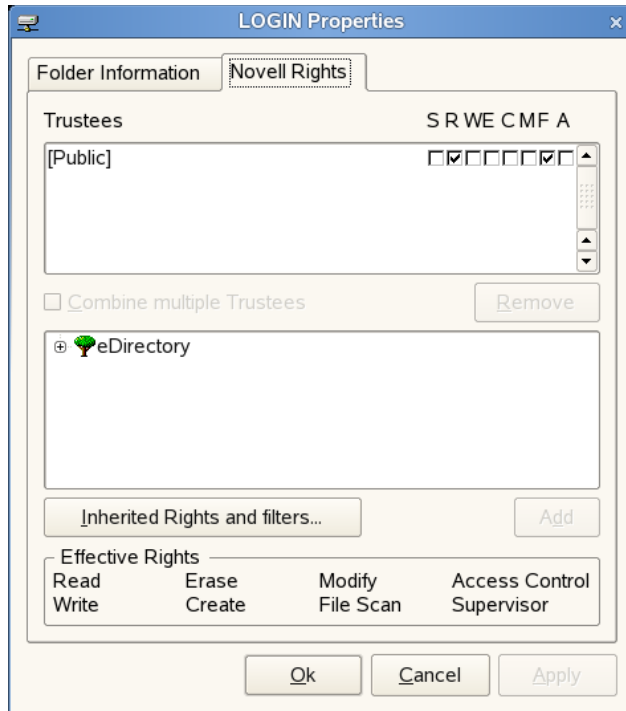 LOGIN Properties
Folder Information Novell Rights
Trustees S R W E C M F A
[Public]
Combine multiple Trustees Remove
eDirectory
Inherited Rights and filters... Add
Effective Rights
Read Erase Modify Access Control
Write Create File Scan Supervisor
Ok Cancel Apply